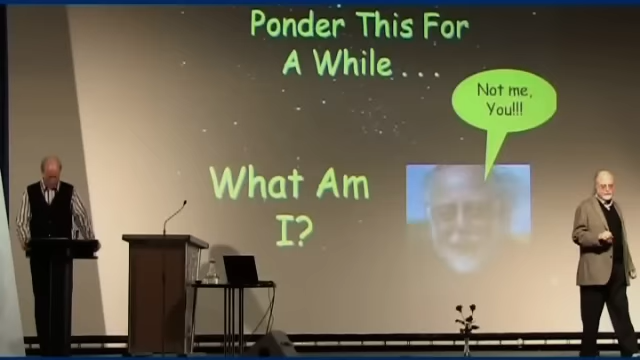 Ponder This For
A While . . .
Not me,
You!!!
What Am
I?